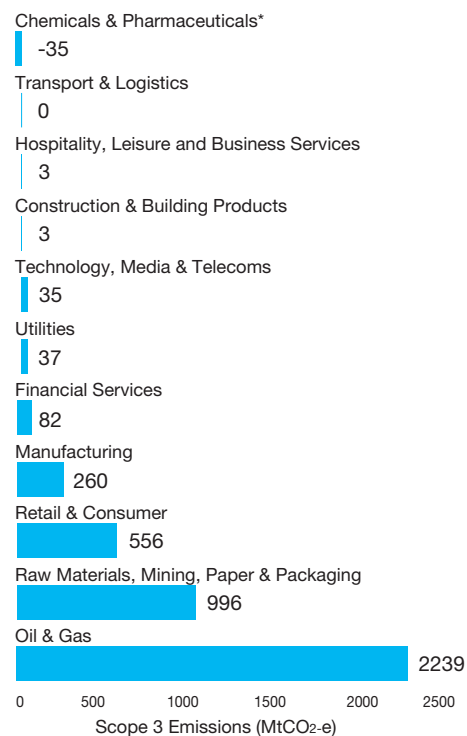 Chemicals & Pharmaceuticals*
-35
Transport & Logistics
0
Hospitality, Leisure and Business Services
3
Construction & Building Products
3
Technology, Media & Telecoms
35
Utilities
37
Financial Services
82
Manufacturing
260
Retail & Consumer
556
Raw Materials, Mining, Paper & Packaging
996
Oil & Gas
2239
0 500 1000 1500 2000 2500
Scope 3 Emissions (MtCO2-e)